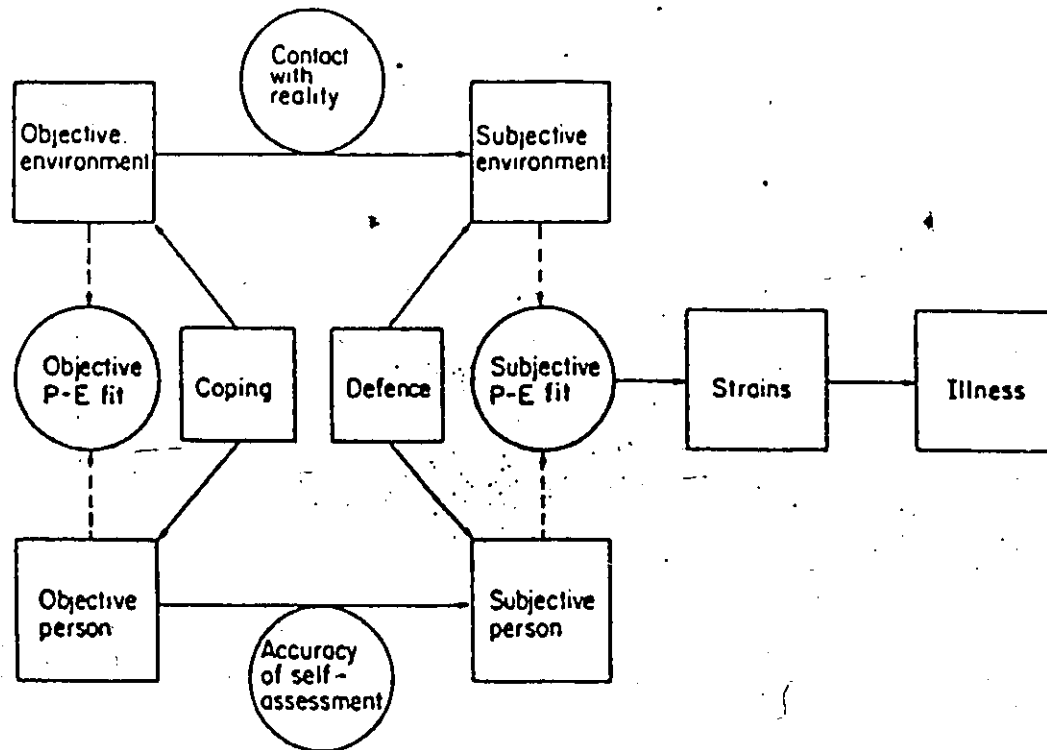 Contact
with
reality
Objective.
environment
Subjective
environment
Objective
P-E fit
Coping
Defence
Subjective
P-E fit
Strains
Illness
Objective
person
Subjective
person
Accuracy
of self-
assessment